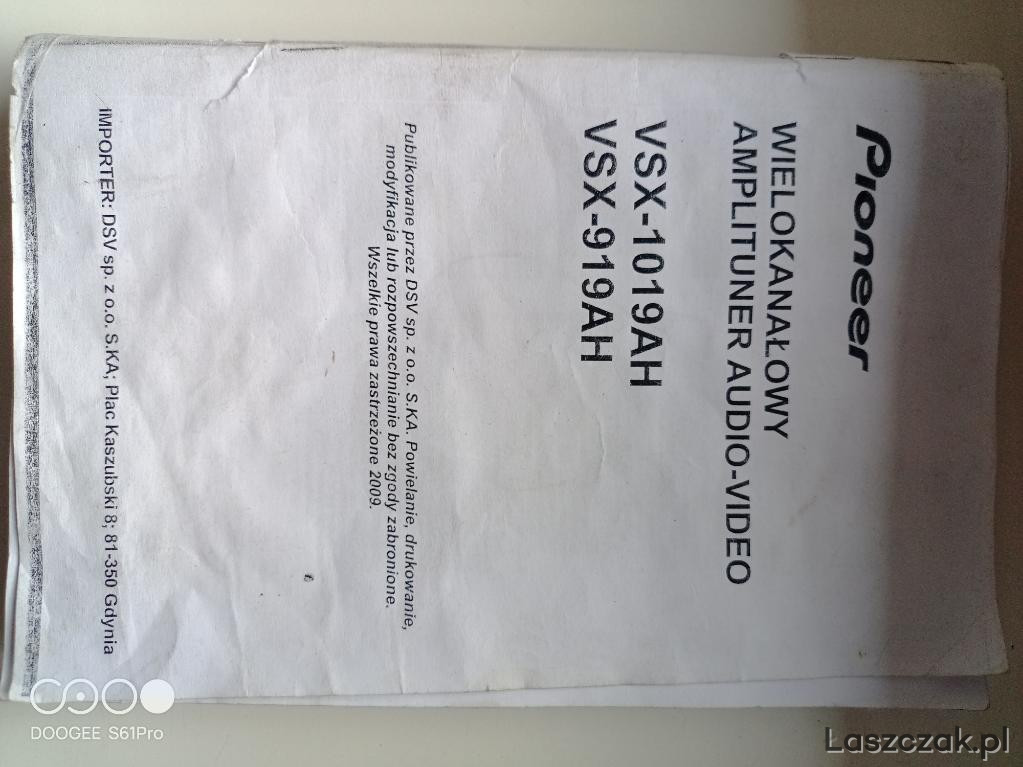 Pioneer
WIELOKANAŁOWY
AMPLITUNER AUDIO-VIDEO
VSX-1019AH
VSX-919AH
Publikowane przez DSV sp. z o.o. S.KA. Powielanie, drukowanie,
modyfikacja lub rozpowszechnianie bez zgody zabronione.
Wszelkie prawa zastrzeżone 2009.
IMPORTER: DSV sp. z o.o. S.KA; Plac Kaszubski 8; 81-350 Gdynia
DOOGEE S61Pro
Laszczak.pl